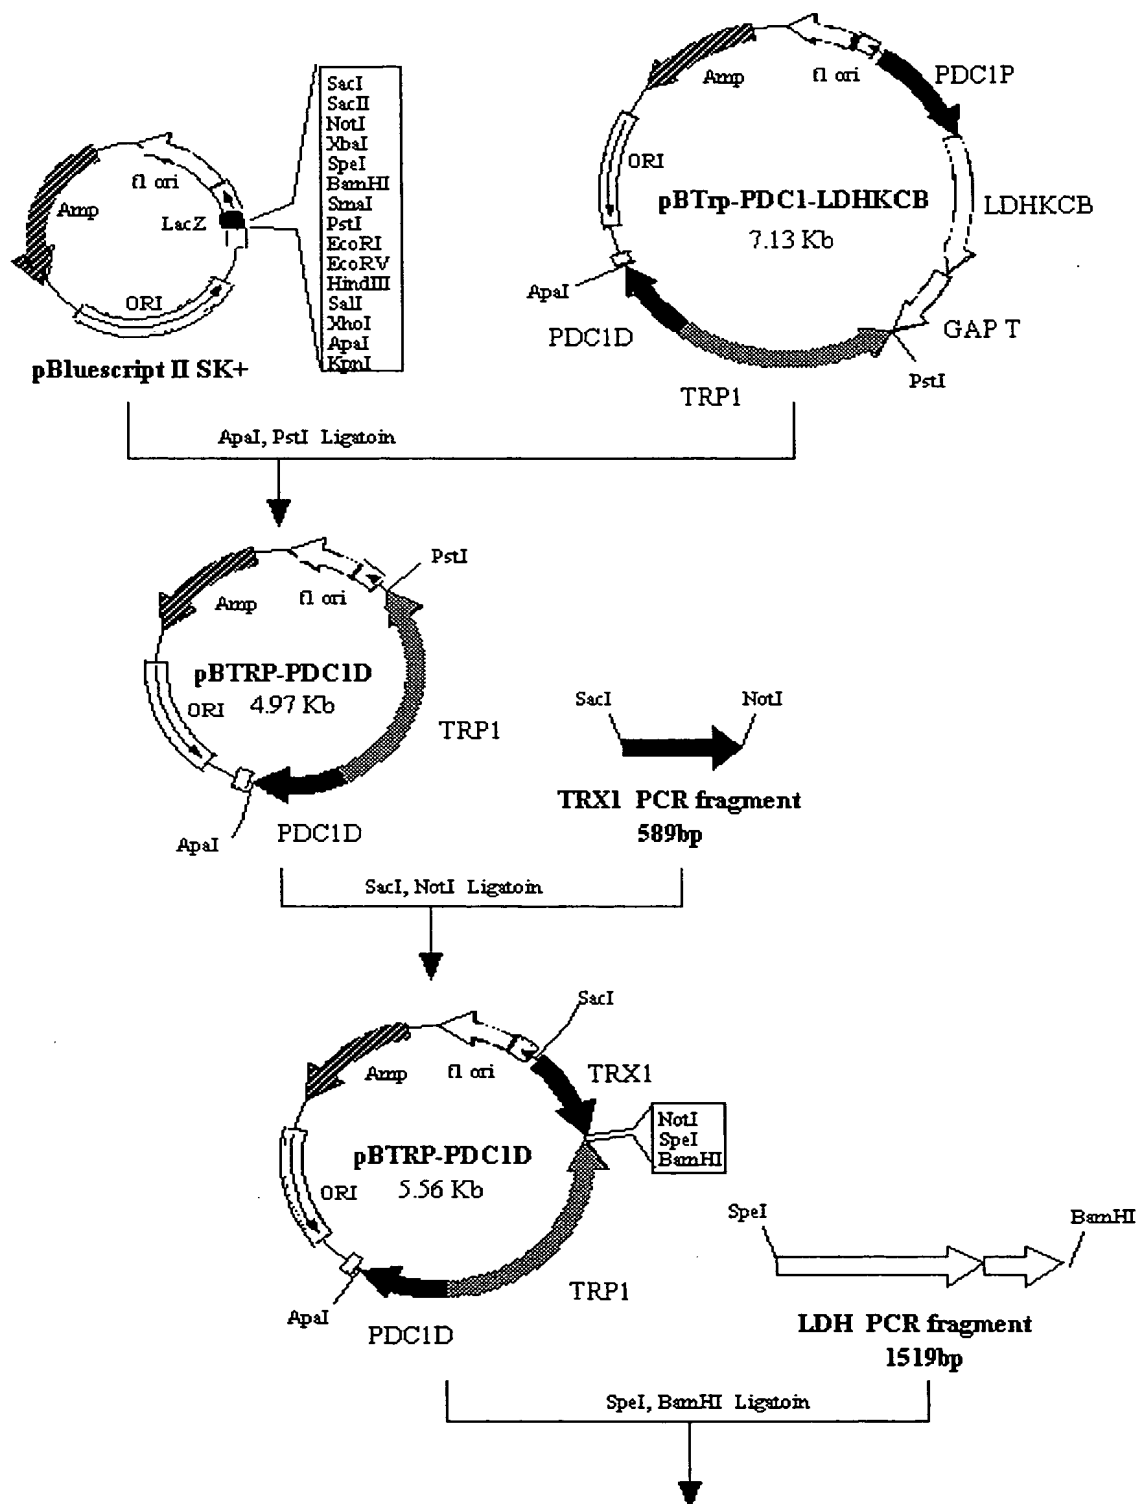 SacI
SacII
NotI
XbaI
SpeI
BamHI
SmaI
PstI
EcoRI
EcoRV
HindIII
SalI
XhoI
ApaI
KpnI
f1 ori
Amp
LacZ
ORI
pBluescript II SK+
Amp
f1 ori
PDC1P
ORI
pBTrp-PDC1-LDHKCB
7.13 Kb
LDHKCB
ApaI
PDC1D
GAP T
PstI
TRP1
ApaI, PstI Ligatoin
PstI
f1 ori
Amp
pBTRP-PDC1D
4.97 Kb
ORI
TRP1
ApaI
PDC1D
SacI
NotI
TRX1 PCR fragment
589bp
SacI, NotI Ligatoin
SacI
f1 ori
Amp
TRX1
NotI
SpeI
BamHI
pBTRP-PDC1D
5.56 Kb
ORI
TRP1
ApaI
PDC1D
SpeI
BamHI
LDH PCR fragment
1519bp
SpeI, BamHI Ligatoin